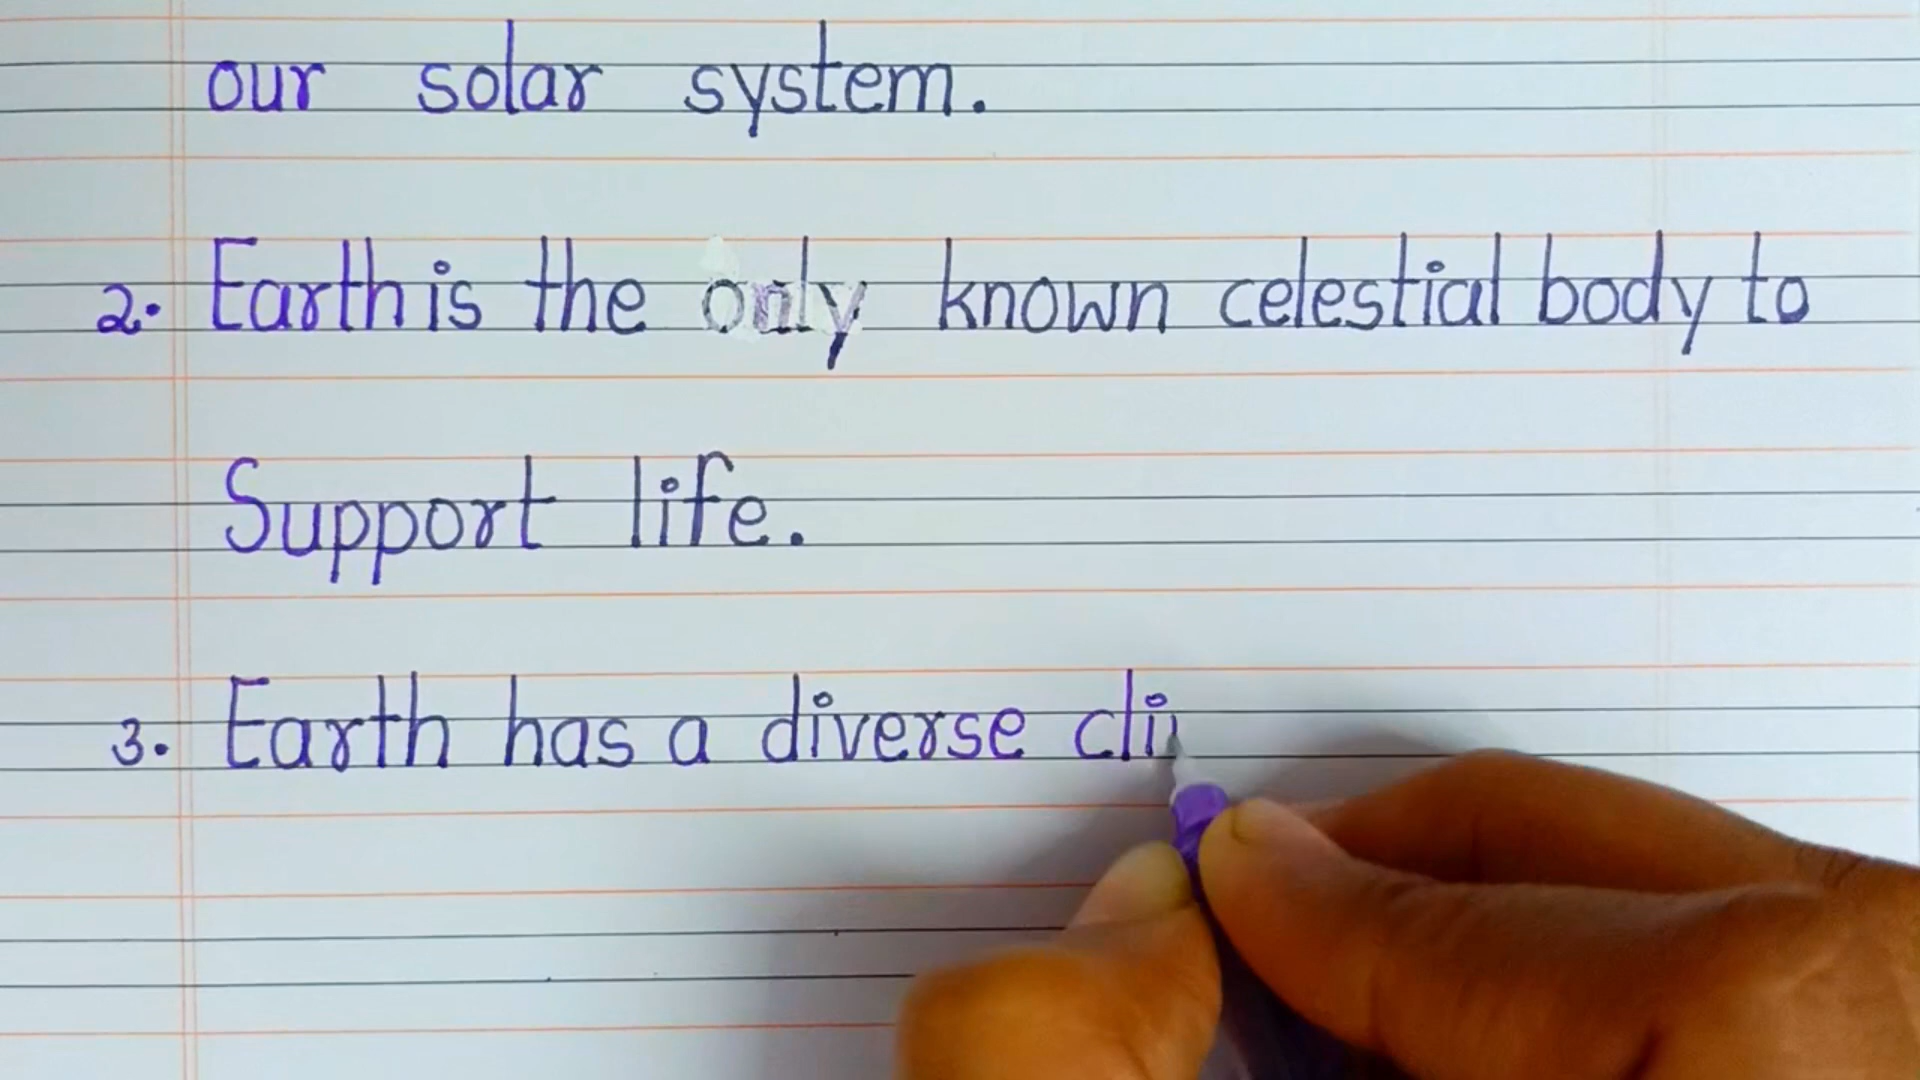 our solar system.
2. Earth is the only known celestial body to
Support life.
3. Earth has a diverse cli